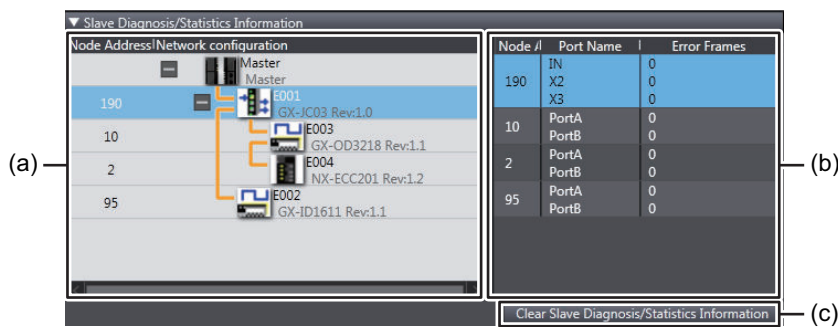 ▼ Slave Diagnosis/Statistics Information
Node Address Network configuration
Master
Master
190 E001
GX-JC03 Rev:1.0
10 E003
GX-OD3218 Rev:1.1
2 E004
NX-ECC201 Rev:1.2
95 E002
GX-ID1611 Rev:1.1
(a)
Node A Port Name Error Frames
190 IN 0
X2 0
X3 0
10 PortA 0
PortB 0
2 PortA 0
PortB 0
95 PortA 0
PortB 0
(b)
Clear Slave Diagnosis/Statistics Information
(c)